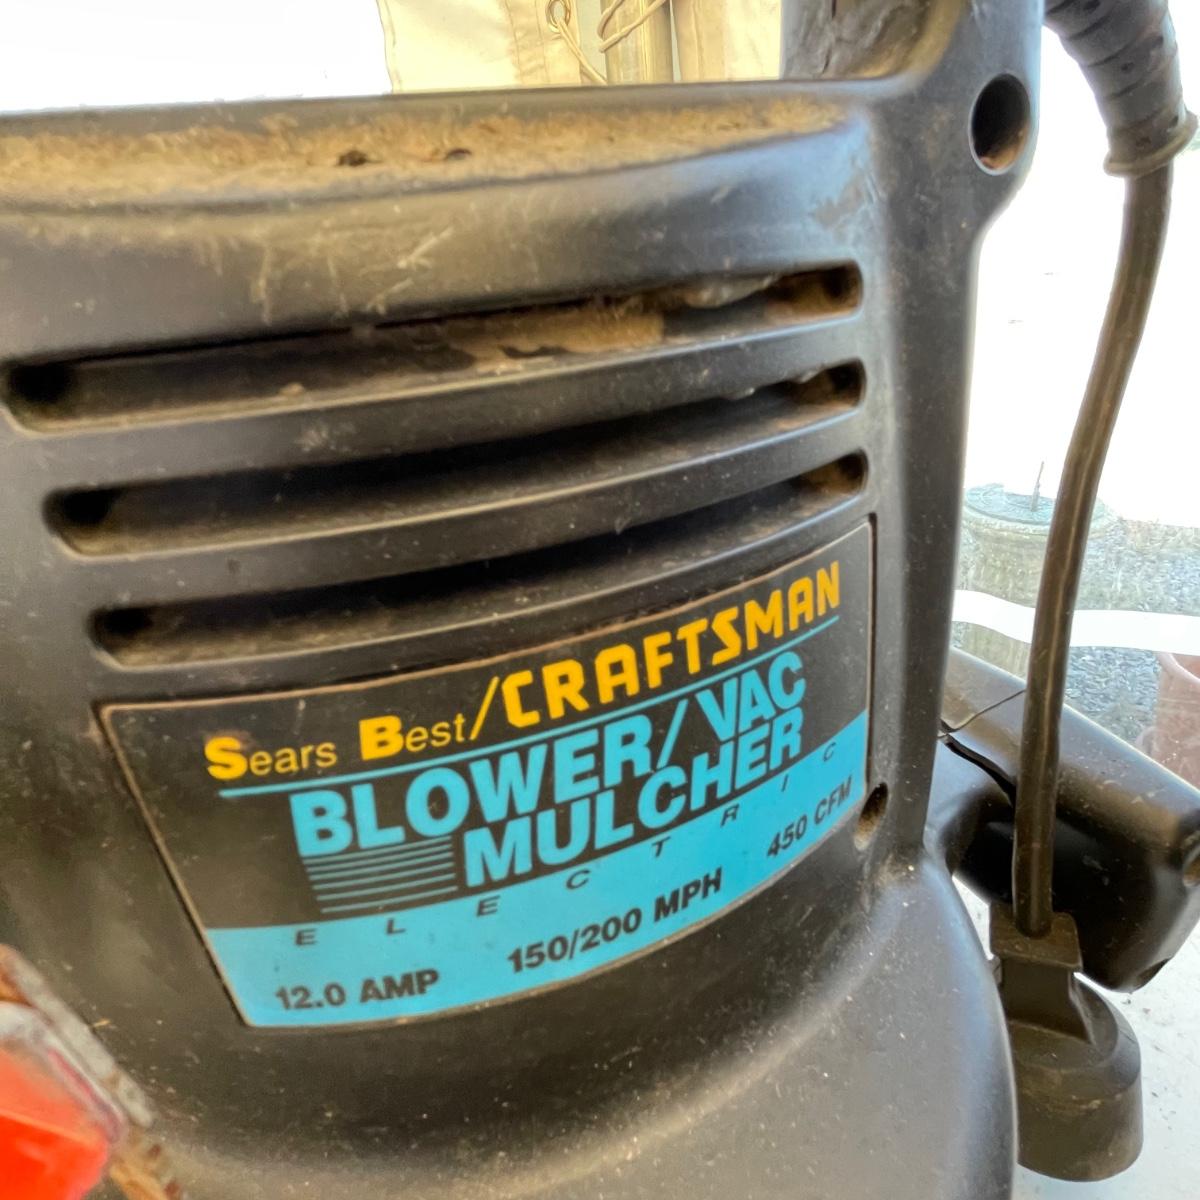 Sears Best/CRAFTSMAN
BLOWER/VAC
MULCHER
ELECTRIC
12.0 AMP 150/200 MPH 450 CFM